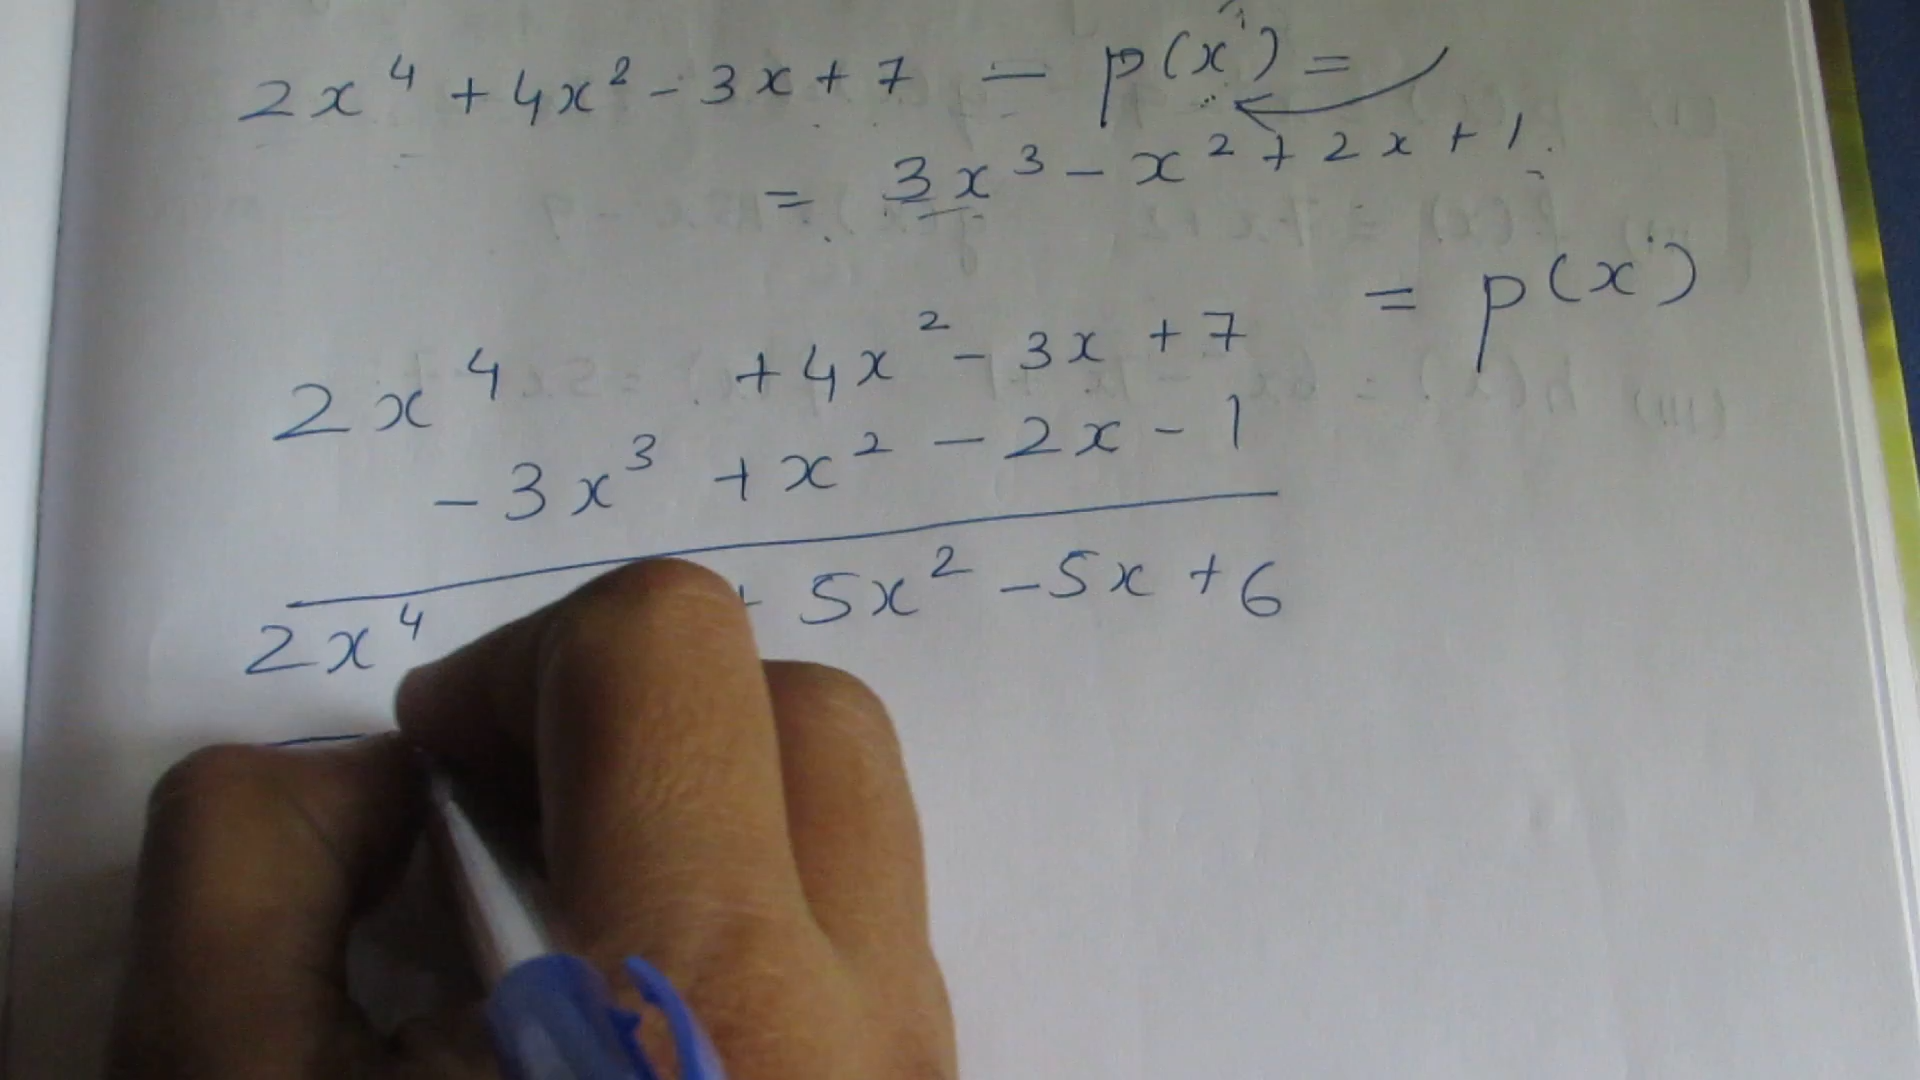 2x⁴ + 4x² - 3x + 7 - p(x) =
= 3x³ - x² + 2x + 1
= p(x)
2x⁴ + 4x² - 3x + 7
- 3x³ + x² - 2x - 1
2x⁴ + 5x² - 5x + 6